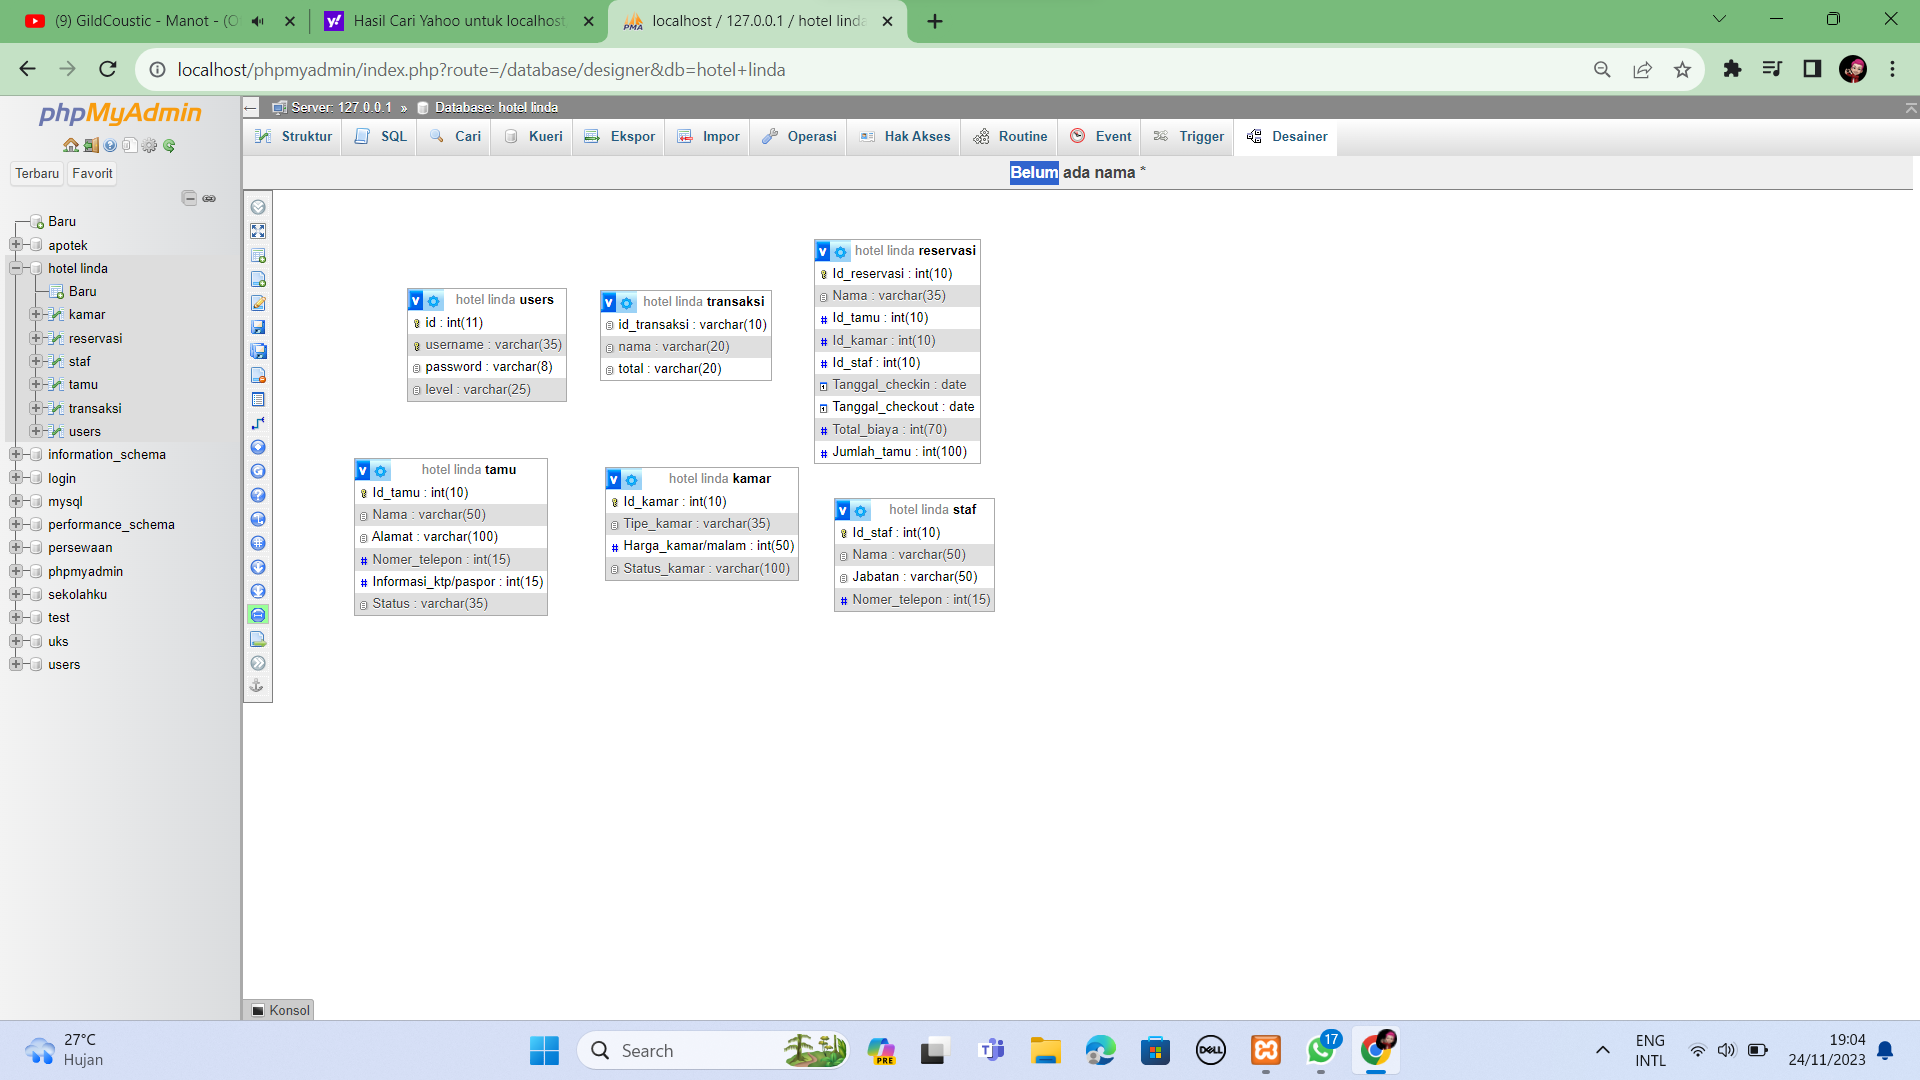 (9) GildCoustic - Manot - (O
Hasil Cari Yahoo untuk localhost
localhost / 127.0.0.1 / hotel linda
localhost/phpmyadmin/index.php?route=/database/designer&db=hotel+linda
phpMyAdmin
Terbaru
Favorit
Baru
apotek
hotel linda
Baru
kamar
reservasi
staf
tamu
transaksi
users
information_schema
login
mysql
performance_schema
persewaan
phpmyadmin
sekolahku
test
uks
users
Server: 127.0.0.1 » Database: hotel linda
Struktur
SQL
Cari
Kueri
Ekspor
Impor
Operasi
Hak Akses
Routine
Event
Trigger
Desainer
Belum ada nama *
v hotel linda users
id : int(11)
username : varchar(35)
password : varchar(8)
level : varchar(25)
v hotel linda transaksi
id_transaksi : varchar(10)
nama : varchar(20)
total : varchar(20)
v hotel linda reservasi
Id_reservasi : int(10)
Nama : varchar(35)
# Id_tamu : int(10)
# Id_kamar : int(10)
# Id_staf : int(10)
Tanggal_checkin : date
Tanggal_checkout : date
# Total_biaya : int(70)
# Jumlah_tamu : int(100)
v hotel linda tamu
Id_tamu : int(10)
Nama : varchar(50)
Alamat : varchar(100)
# Nomer_telepon : int(15)
# Informasi_ktp/paspor : int(15)
Status : varchar(35)
v hotel linda kamar
Id_kamar : int(10)
Tipe_kamar : varchar(35)
# Harga_kamar/malam : int(50)
Status_kamar : varchar(100)
v hotel linda staf
Id_staf : int(10)
Nama : varchar(50)
Jabatan : varchar(50)
# Nomer_telepon : int(15)
Konsol
27°C
Hujan
Search
PRE
DELL
17
ENG
INTL
19:04
24/11/2023